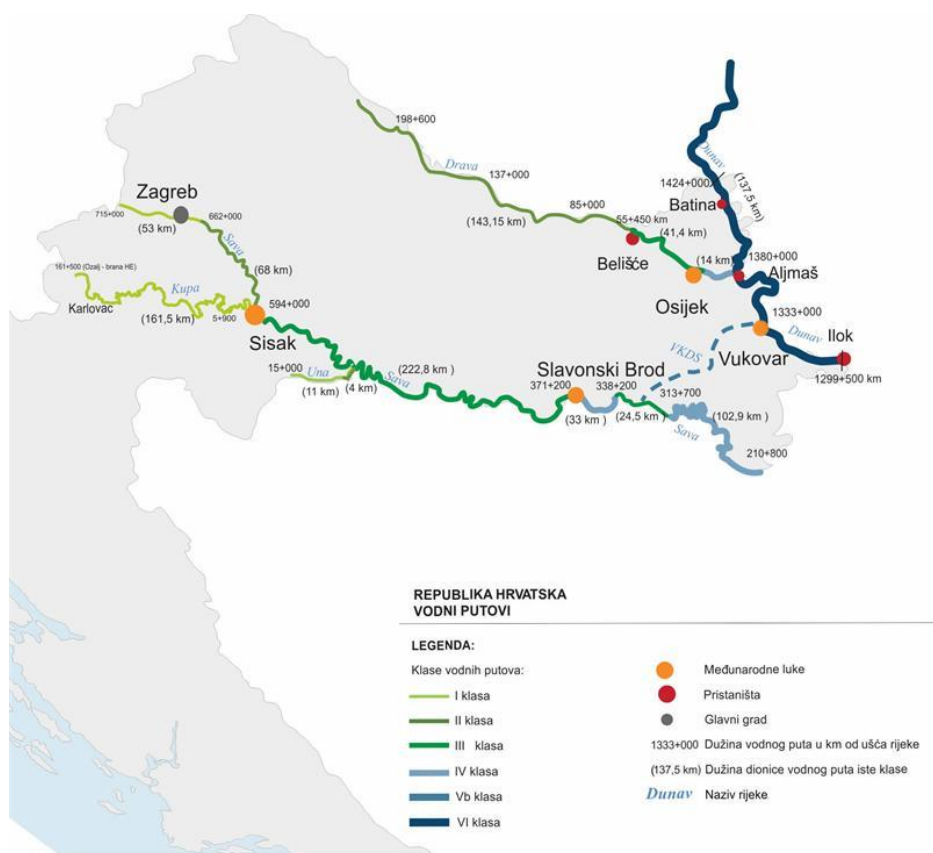 198+600
Drava
137+000
(143,15 km)
85+000
55+450 km
(41,4 km)
Belišće
(14 km)
Osijek
Dunav
1424+000
(137,5 km)
Batina
1380+000
Aljmaš
1333+000
Ilok
Dunav
Vukovar
1299+500 km
VKDS
Zagreb
715+000
(53 km)
662+000
Sava
(68 km)
161+500 (Ozalj - brana HE)
Kupa
Karlovac
(161,5 km)
5+900
594+000
Sisak
15+000
Una
(11 km)
(4 km)
Sava
(222,8 km )
Slavonski Brod
371+200
338+200
313+700
(33 km)
(24,5 km)
(102,9 km )
Sava
210+800
REPUBLIKA HRVATSKA
VODNI PUTOVI
LEGENDA:
Klase vodnih putova:
I klasa
II klasa
III klasa
IV klasa
Vb klasa
VI klasa
Međunarodne luke
Pristaništa
Glavni grad
1333+000 Dužina vodnog puta u km od ušća rijeke
(137,5 km) Dužina dionice vodnog puta iste klase
Dunav Naziv rijeke